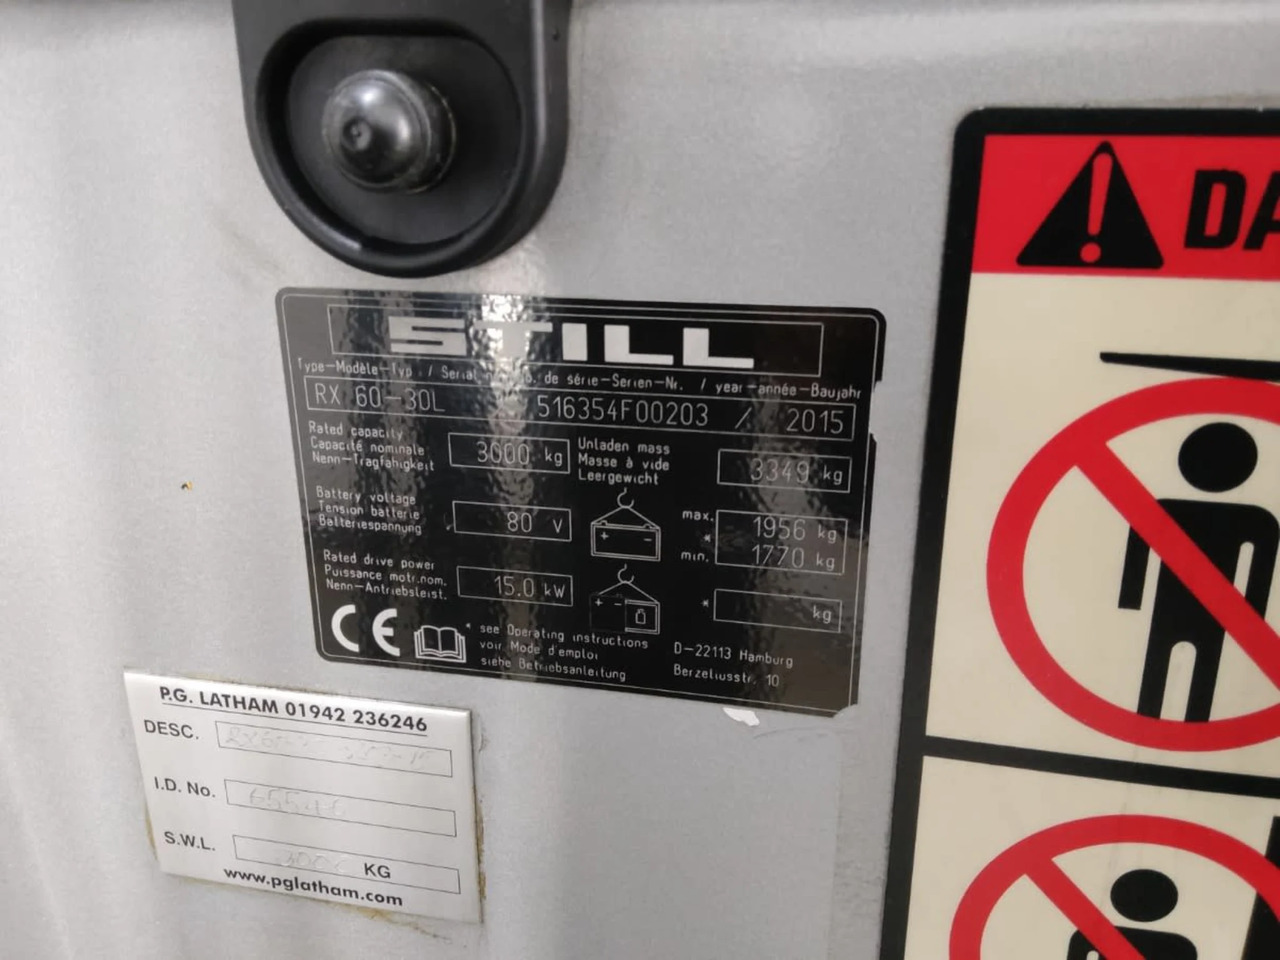 STILL
Type-Modèle-Typ / Serial de série-Serien-Nr. / year-année-Baujahr
RX 60-30L 516354F00203 / 2015
Rated capacity
Capacité nominale
Nenn-Tragfähigkeit
3000 kg
Unladen mass
Masse à vide
Leergewicht
3349 kg
Battery voltage
Tension batterie
Batteriespannung
80 V
max. 1956 kg
*
min. 1770 kg
Rated drive power
Puissance motr.nom.
Nenn-Antriebsleist.
15.0 kW
* kg
CE
* see Operating instructions
voir Mode d'emploi
siehe Betriebsanleitung
D-22113 Hamburg
Berzeliusstr. 10
DA
P.G. LATHAM 01942 236246
DESC.
I.D. No.
S.W.L. KG
www.pglatham.com